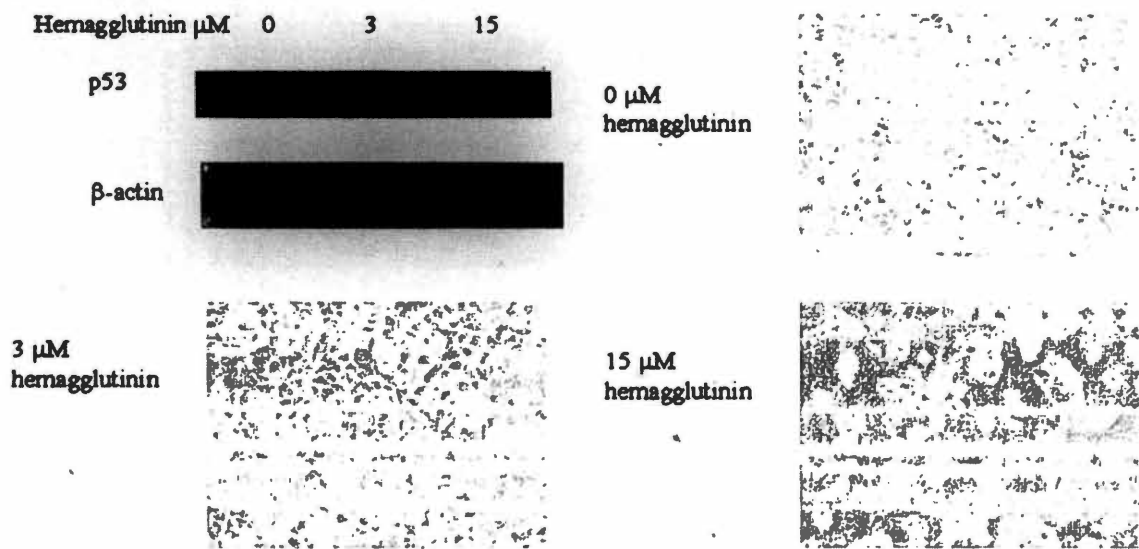 Hemagglutinin μM 0 3 15
p53
β-actin
0 μM
hemagglutinin
3 μM
hemagglutinin
15 μM
hemagglutinin